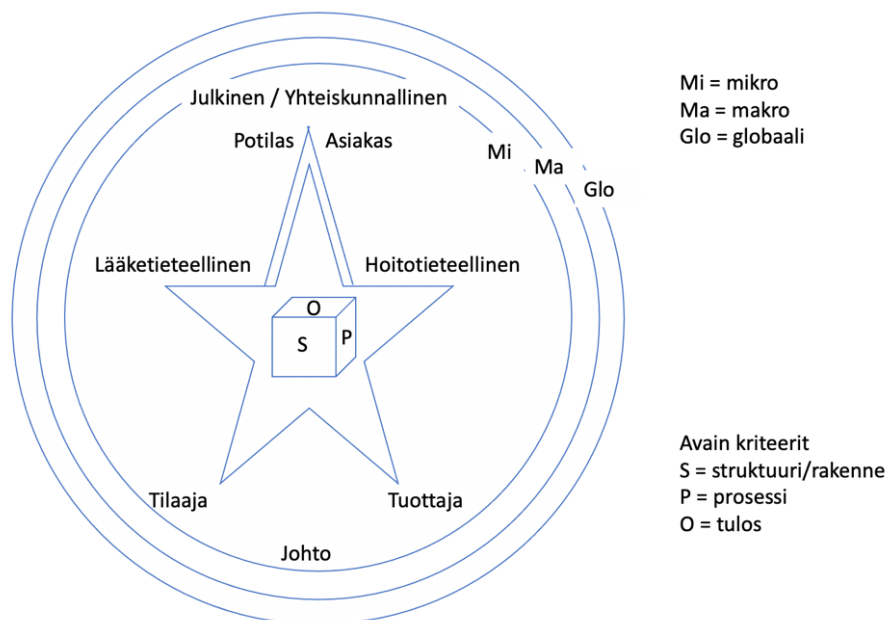 Julkinen / Yhteiskunnallinen
Potilas
Asiakas
Mi
Ma
Glo
Lääketieteellinen
Hoitotieteellinen
O
S
P
Tilaaja
Tuottaja
Johto
Mi = mikro
Ma = makro
Glo = globaali
Avain kriteerit
S = struktuuri/rakenne
P = prosessi
O = tulos